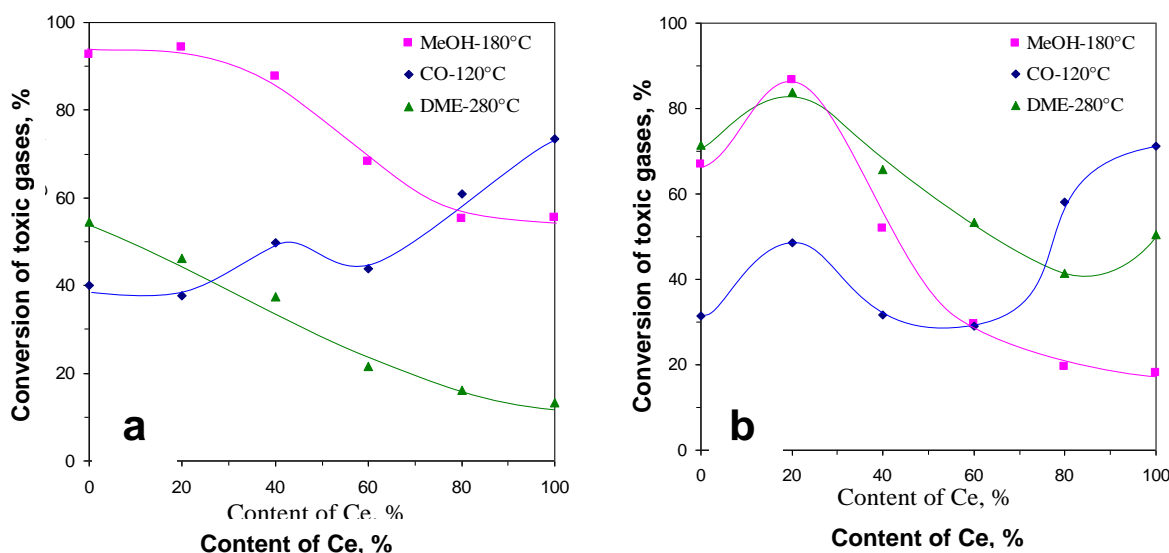 Conversion of toxic gases, %
100
80
60
40
20
0
MeOH-180°C
CO-120°C
DME-280°C
a
0 20 40 60 80 100
Content of Ce, %
Content of Ce, %
Conversion of toxic gases, %
100
80
60
40
20
0
MeOH-180°C
CO-120°C
DME-280°C
b
0 20 40 60 80 100
Content of Ce, %
Content of Ce, %